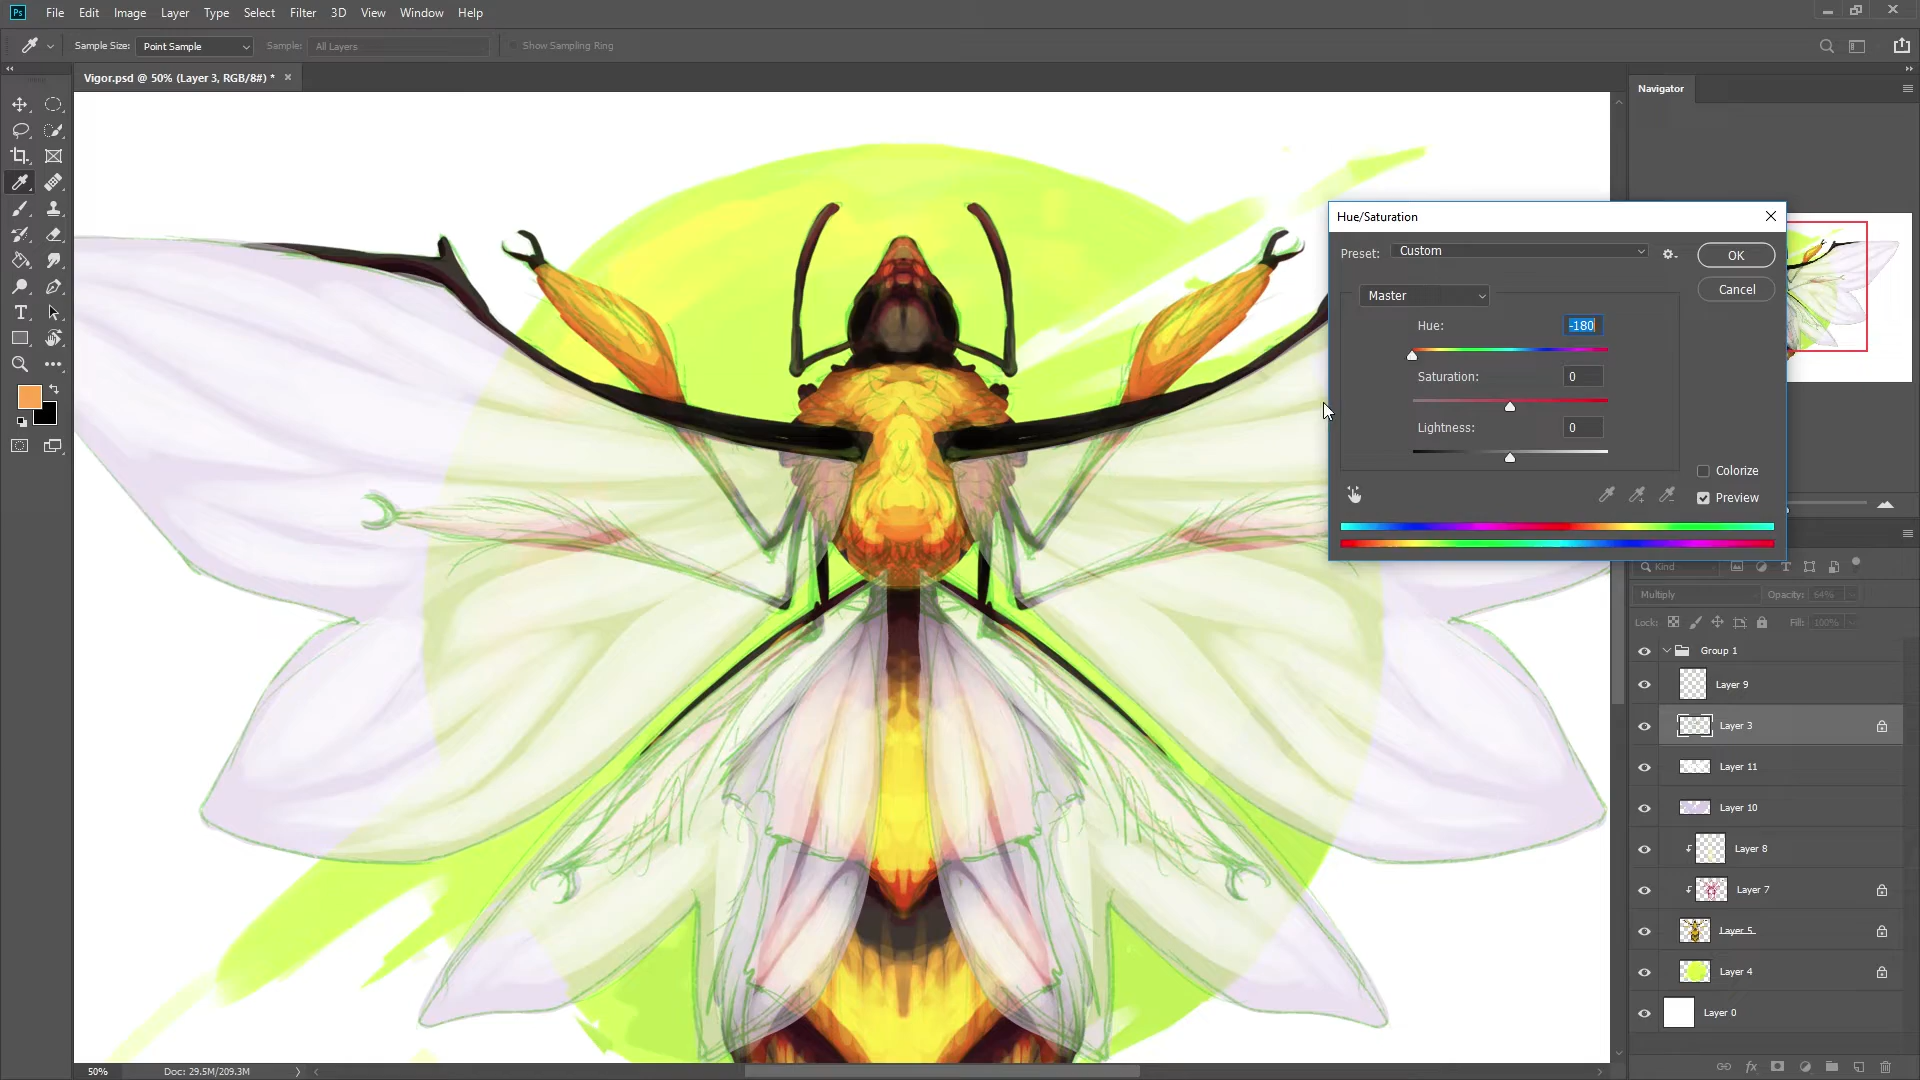 Ps File Edit Image Layer Type Select Filter 3D View Window Help
Sample Size: Point Sample Sample: All Layers Show Sampling Ring
Vigor.psd @ 50% (Layer 3, RGB/8#) *
Navigator
Hue/Saturation
Preset: Custom OK
Cancel
Master
Hue: -180
Saturation: 0
Lightness: 0
Colorize
Preview
Kind
Multiply Opacity: 64%
Lock: Fill: 100%
Group 1
Layer 9
Layer 3
Layer 11
Layer 10
Layer 8
Layer 7
Layer 5
Layer 4
Layer 0
50% Doc: 29.5M/209.3M